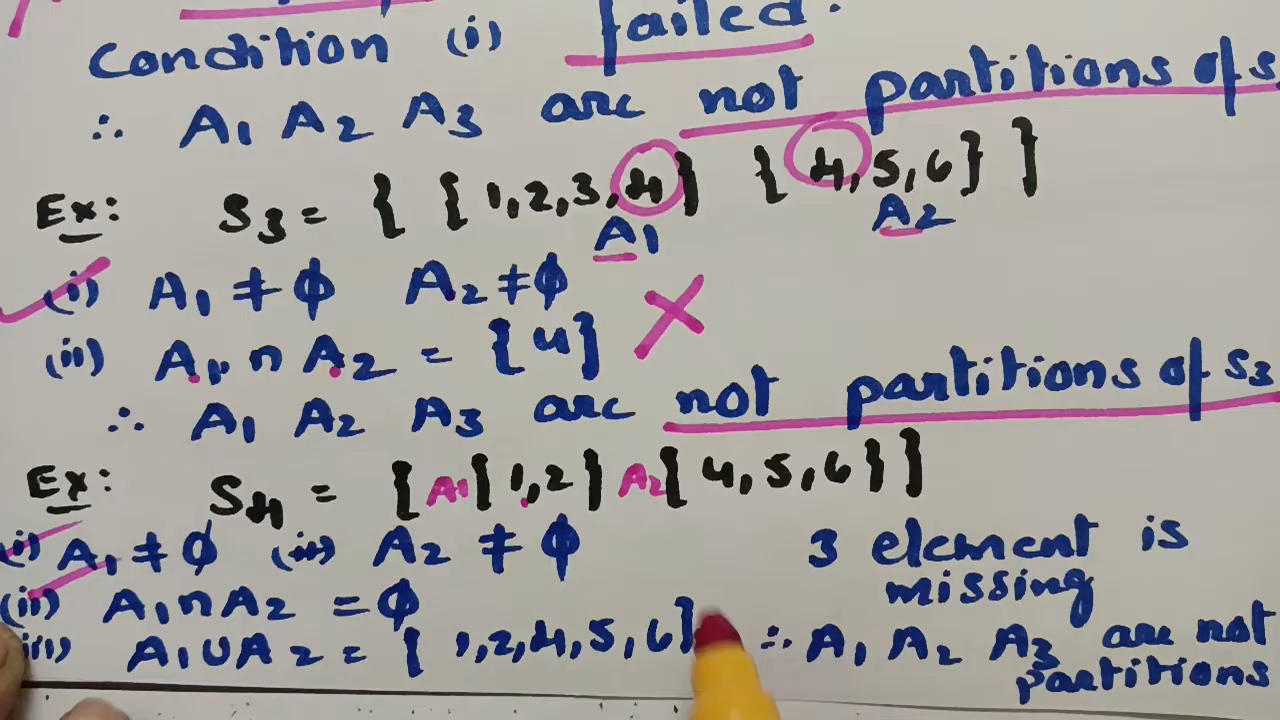 condition (i) failed.
∴ A1 A2 A3 are not partitions of s
Ex: S3 = { { 1,2,3,4} { 4,5,6} }
A1 A2
(i) A1 ≠ ϕ A2 ≠ ϕ
(ii) A1 ∩ A2 = {4}
∴ A1 A2 A3 are not partitions of S3
Ex: S4 = { A1 { 1,2} A2 { 4,5,6} }
(i) A1 ≠ ϕ (ii) A2 ≠ ϕ
(ii) A1 ∩ A2 = ϕ
(iii) A1 ∪ A2 = { 1,2,4,5,6}
3 element is
missing
∴ A1 A2 A3 are not
partitions